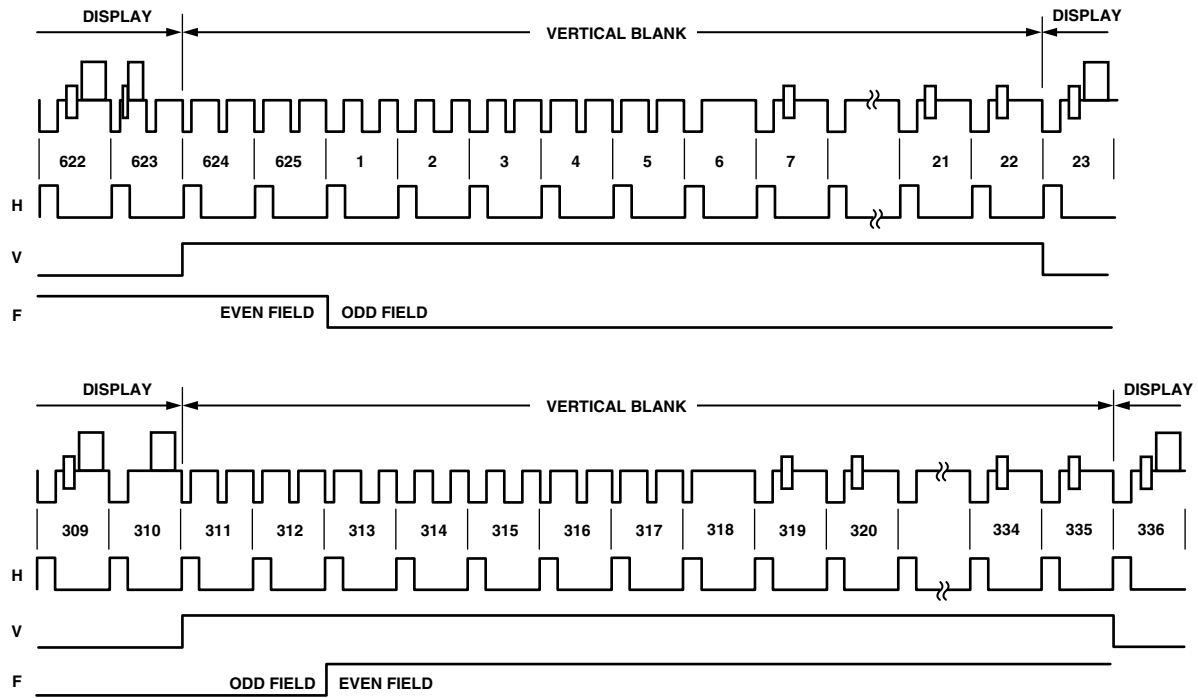 DISPLAY VERTICAL BLANK DISPLAY
622 623 624 625 1 2 3 4 5 6 7 21 22 23
H
V
F EVEN FIELD ODD FIELD
DISPLAY VERTICAL BLANK DISPLAY
309 310 311 312 313 314 315 316 317 318 319 320 334 335 336
H
V
F ODD FIELD EVEN FIELD